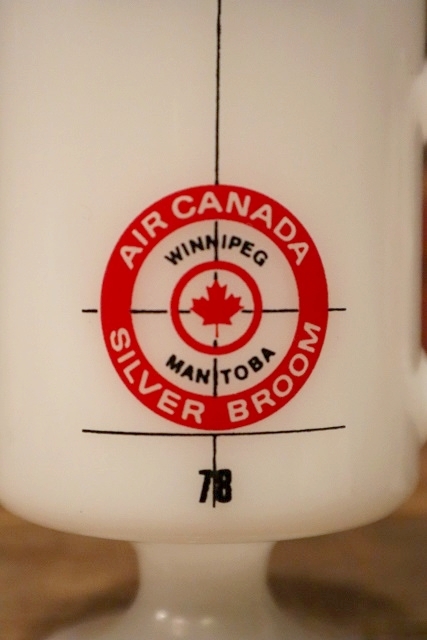 AIR CANADA
WINNIPEG
MANITOBA
SILVER BROOM
78